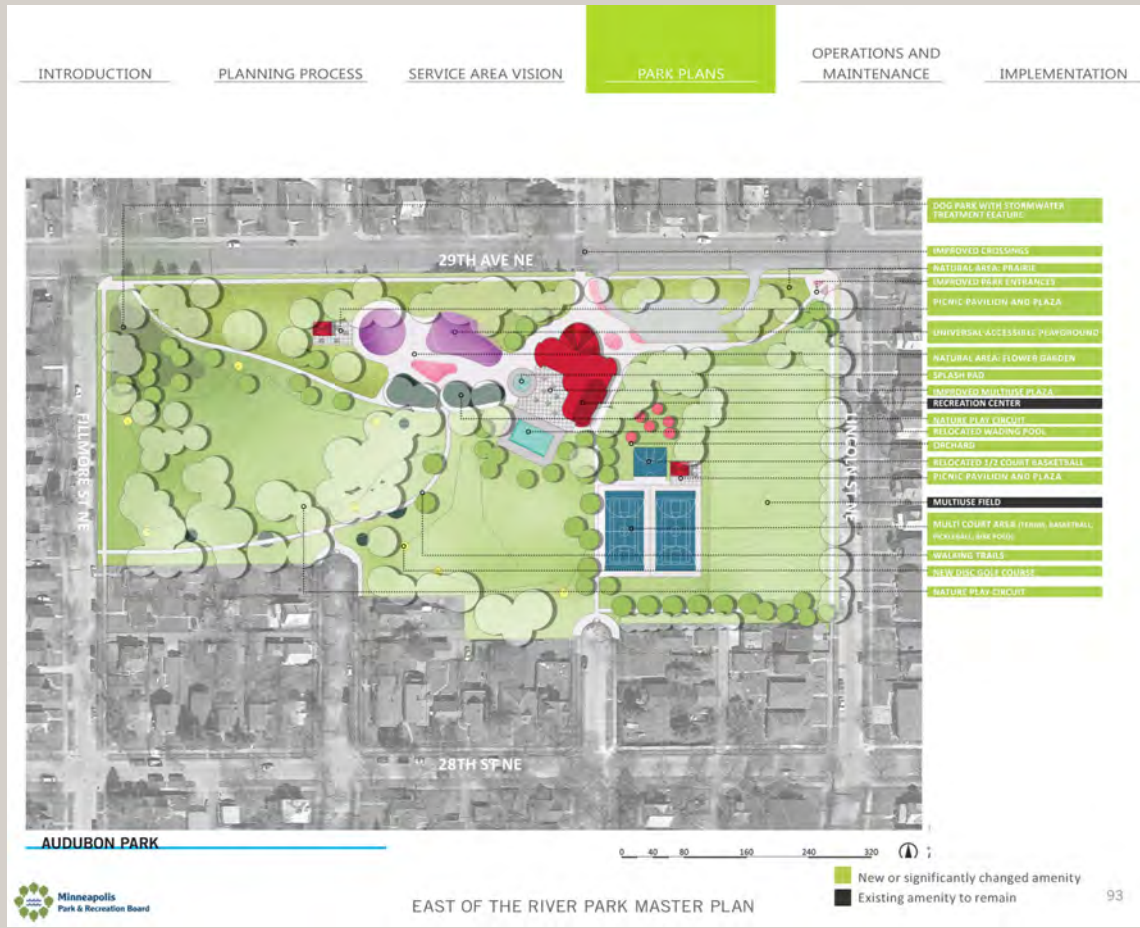 INTRODUCTION
PLANNING PROCESS
SERVICE AREA VISION
PARK PLANS
OPERATIONS AND
MAINTENANCE
IMPLEMENTATION
DOG PARK WITH STORMWATER
TREATMENT FEATURE
IMPROVED CROSSINGS
NATURAL AREA: PRAIRIE
IMPROVED PARK ENTRANCES
PICNIC PAVILION AND PLAZA
UNIVERSAL ACCESSIBLE PLAYGROUND
NATURAL AREA: FLOWER GARDEN
SPLASH PAD
IMPROVED MULTIUSE PLAZA
RECREATION CENTER
NATURE PLAY CIRCUIT
RELOCATED WADING POOL
ORCHARD
RELOCATED 1/2 COURT BASKETBALL
PICNIC PAVILION AND PLAZA
MULTIUSE FIELD
MULTI COURT AREA (TENNIS, BASKETBALL,
PICKLEBALL, BIKE POLO)
WALKING TRAILS
NEW DISC GOLF COURSE
NATURE PLAY CIRCUIT
29TH AVE NE
FILLMORE ST NE
LINCOLN ST NE
28TH ST NE
AUDUBON PARK
0 40 80 160 240 320
Minneapolis
Park & Recreation Board
EAST OF THE RIVER PARK MASTER PLAN
New or significantly changed amenity
Existing amenity to remain
93